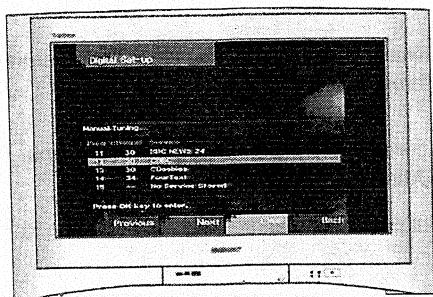 Digital Set-up
Manual Tuning...
11 30 BBC NEWS 24
13 30 CBeebies
14 34 FourText
15 -- No Service Stored
Press OK key to enter.
Previous Next Back